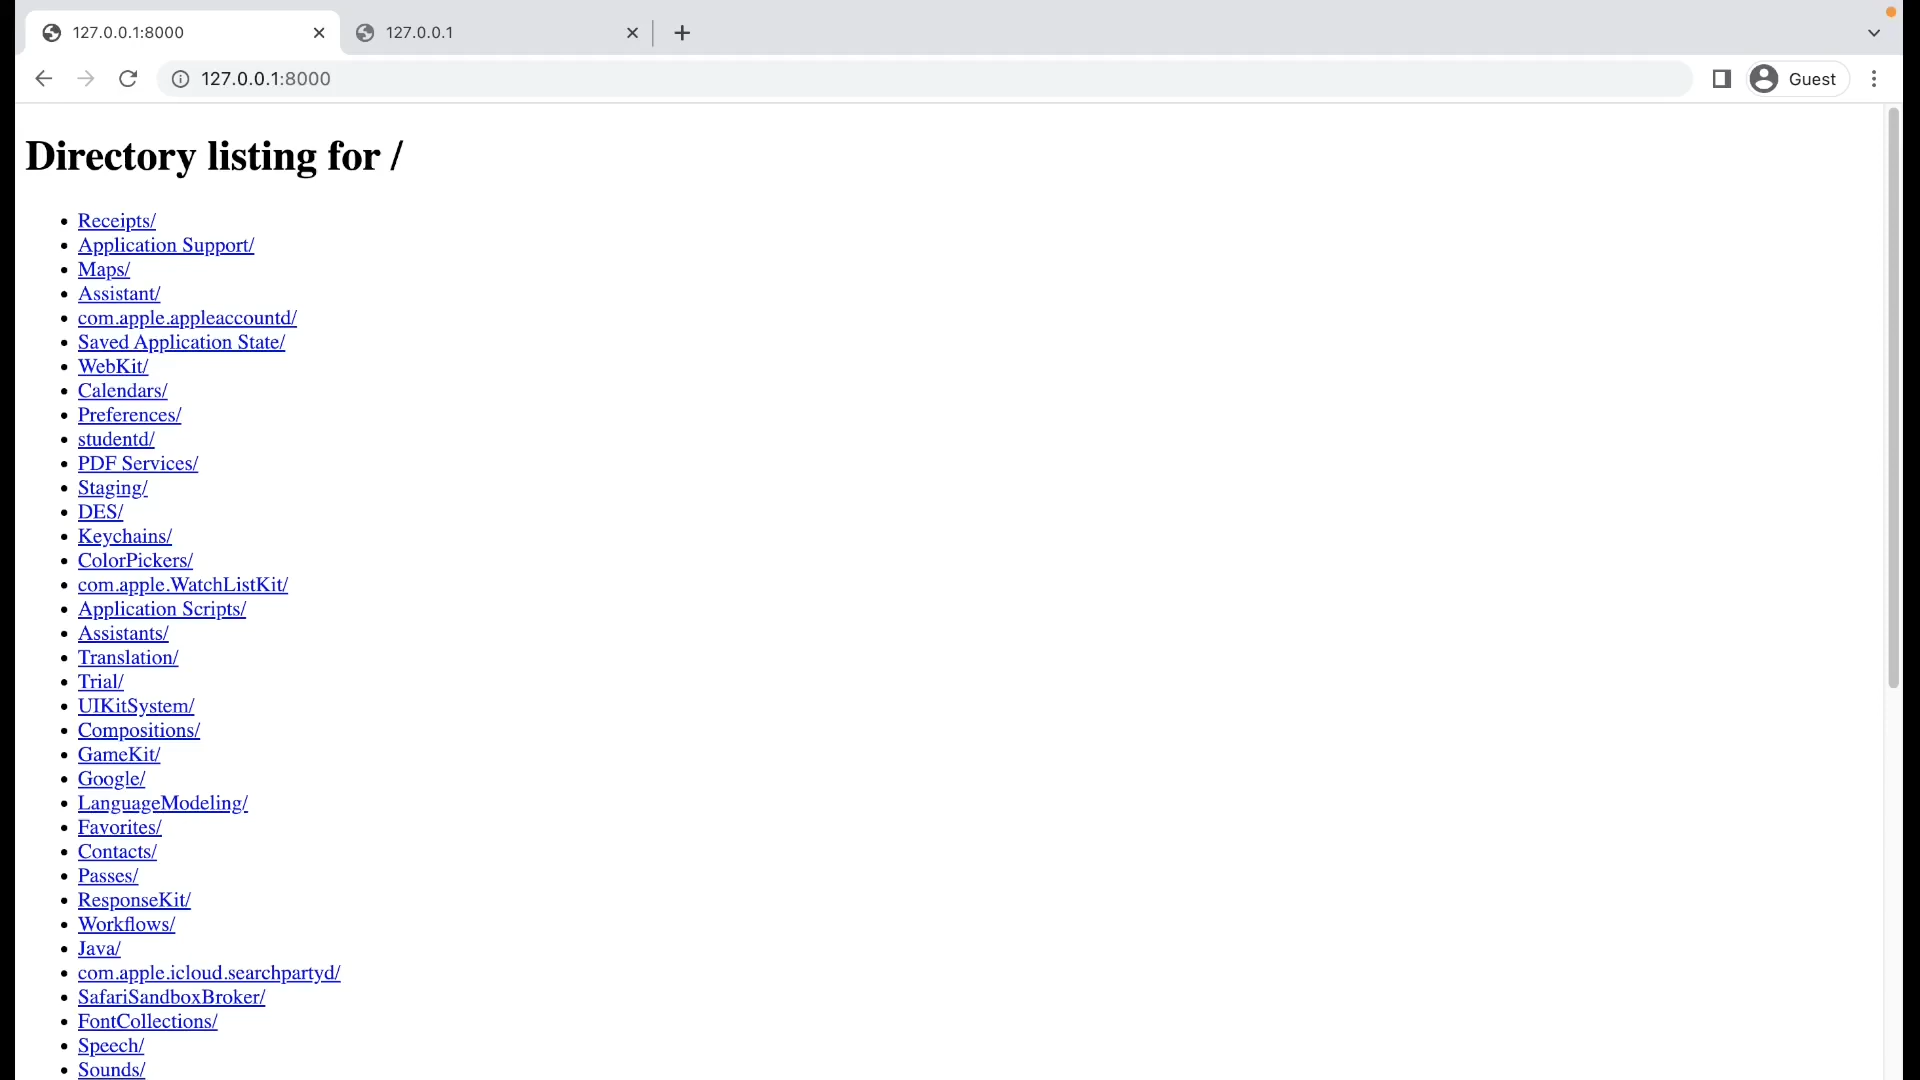 127.0.0.1:8000
127.0.0.1
127.0.0.1:8000
Guest
Directory listing for /
Receipts/
Application Support/
Maps/
Assistant/
com.apple.appleaccountd/
Saved Application State/
WebKit/
Calendars/
Preferences/
studentd/
PDF Services/
Staging/
DES/
Keychains/
ColorPickers/
com.apple.WatchListKit/
Application Scripts/
Assistants/
Translation/
Trial/
UIKitSystem/
Compositions/
GameKit/
Google/
LanguageModeling/
Favorites/
Contacts/
Passes/
ResponseKit/
Workflows/
Java/
com.apple.icloud.searchpartyd/
SafariSandboxBroker/
FontCollections/
Speech/
Sounds/